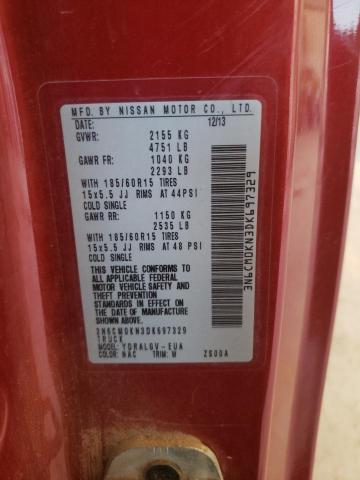 MFD. BY NISSAN MOTOR CO., LTD.
DATE: 12/13
GVWR: 2155 KG
4751 LB
GAWR FR: 1040 KG
2293 LB
WITH 185/60R15 TIRES
15x5.5 JJ RIMS AT 44PSI
COLD SINGLE
GAWR RR: 1150 KG
2535 LB
WITH 185/60R15 TIRES
15x5.5 JJ RIMS AT 48 PSI
COLD SINGLE
THIS VEHICLE CONFORMS TO
ALL APPLICABLE FEDERAL
MOTOR VEHICLE SAFETY
STANDARDS IN EFFECT ON
THE DATE OF MANUFACTURE
SHOWN ABOVE.
3N6CM0KN3DK697329
TRUCK
MODEL: YDRALGV-EUA
COLOR: NAC TRIM: W ZS00A
3N6CM0KN3DK697329